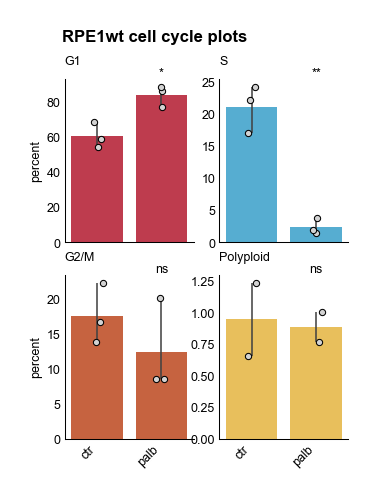 RPE1wt cell cycle plots
G1
*
percent
80
60
40
20
0
S
**
25
20
15
10
5
0
G2/M
ns
percent
20
15
10
5
0
ctr
palb
Polyploid
ns
1.25
1.00
0.75
0.50
0.25
0.00
ctr
palb